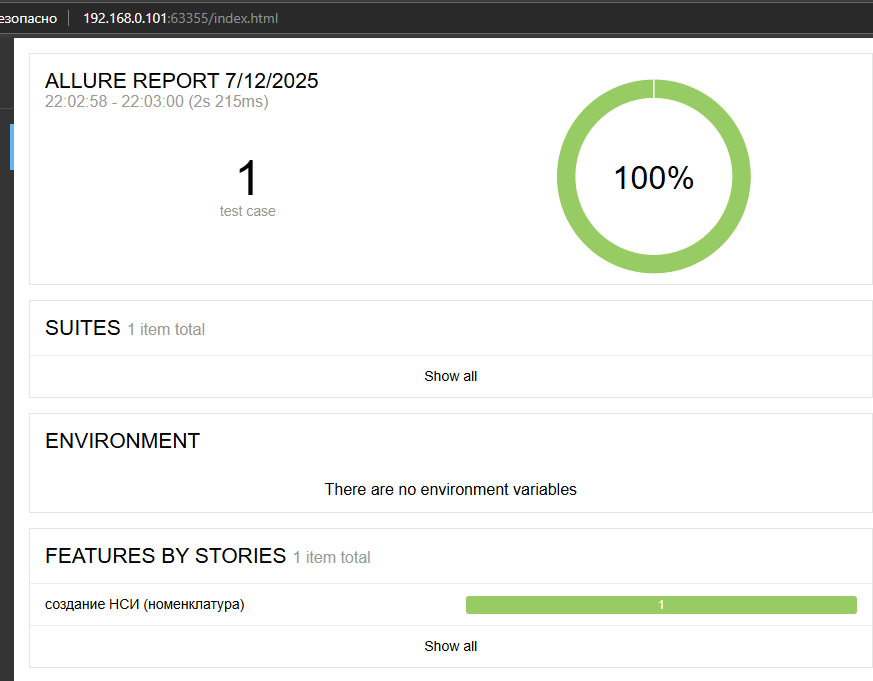 езопасно 192.168.0.101:63355/index.html
ALLURE REPORT 7/12/2025
22:02:58 - 22:03:00 (2s 215ms)
1
test case
100%
SUITES 1 item total
Show all
ENVIRONMENT
There are no environment variables
FEATURES BY STORIES 1 item total
создание НСИ (номенклатура) 1
Show all